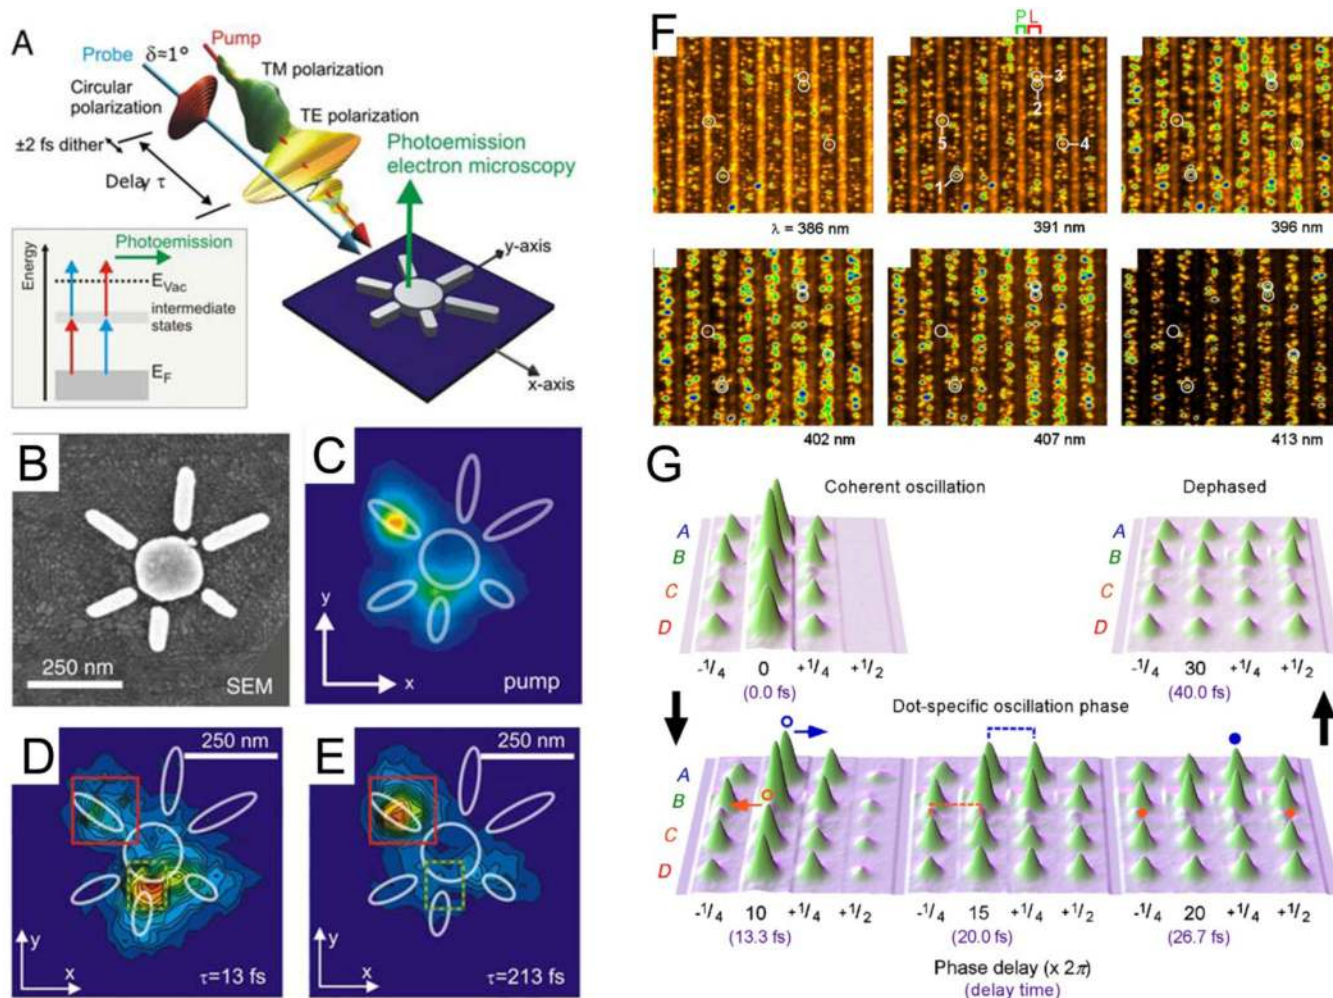 A
Probe
δ≈1°
Pump
TM polarization
Circular
polarization
TE polarization
±2 fs dither
Delay τ
Photoemission
electron microscopy
y-axis
x-axis
Energy
Photoemission
EVac
intermediate
states
EF
B
250 nm
SEM
C
y
x
pump
D
250 nm
y
x
τ=13 fs
E
250 nm
y
x
τ=213 fs
F
P L
λ = 386 nm
3
2
4
5
1
391 nm
396 nm
402 nm
407 nm
413 nm
G
Coherent oscillation
A
B
C
D
-1/4 0 +1/4 +1/2
(0.0 fs)
Dephased
A
B
C
D
-1/4 30 +1/4 +1/2
(40.0 fs)
Dot-specific oscillation phase
A
B
C
D
-1/4 10 +1/4 +1/2
(13.3 fs)
-1/4 15 +1/4 +1/2
(20.0 fs)
-1/4 20 +1/4 +1/2
(26.7 fs)
Phase delay (x 2π)
(delay time)